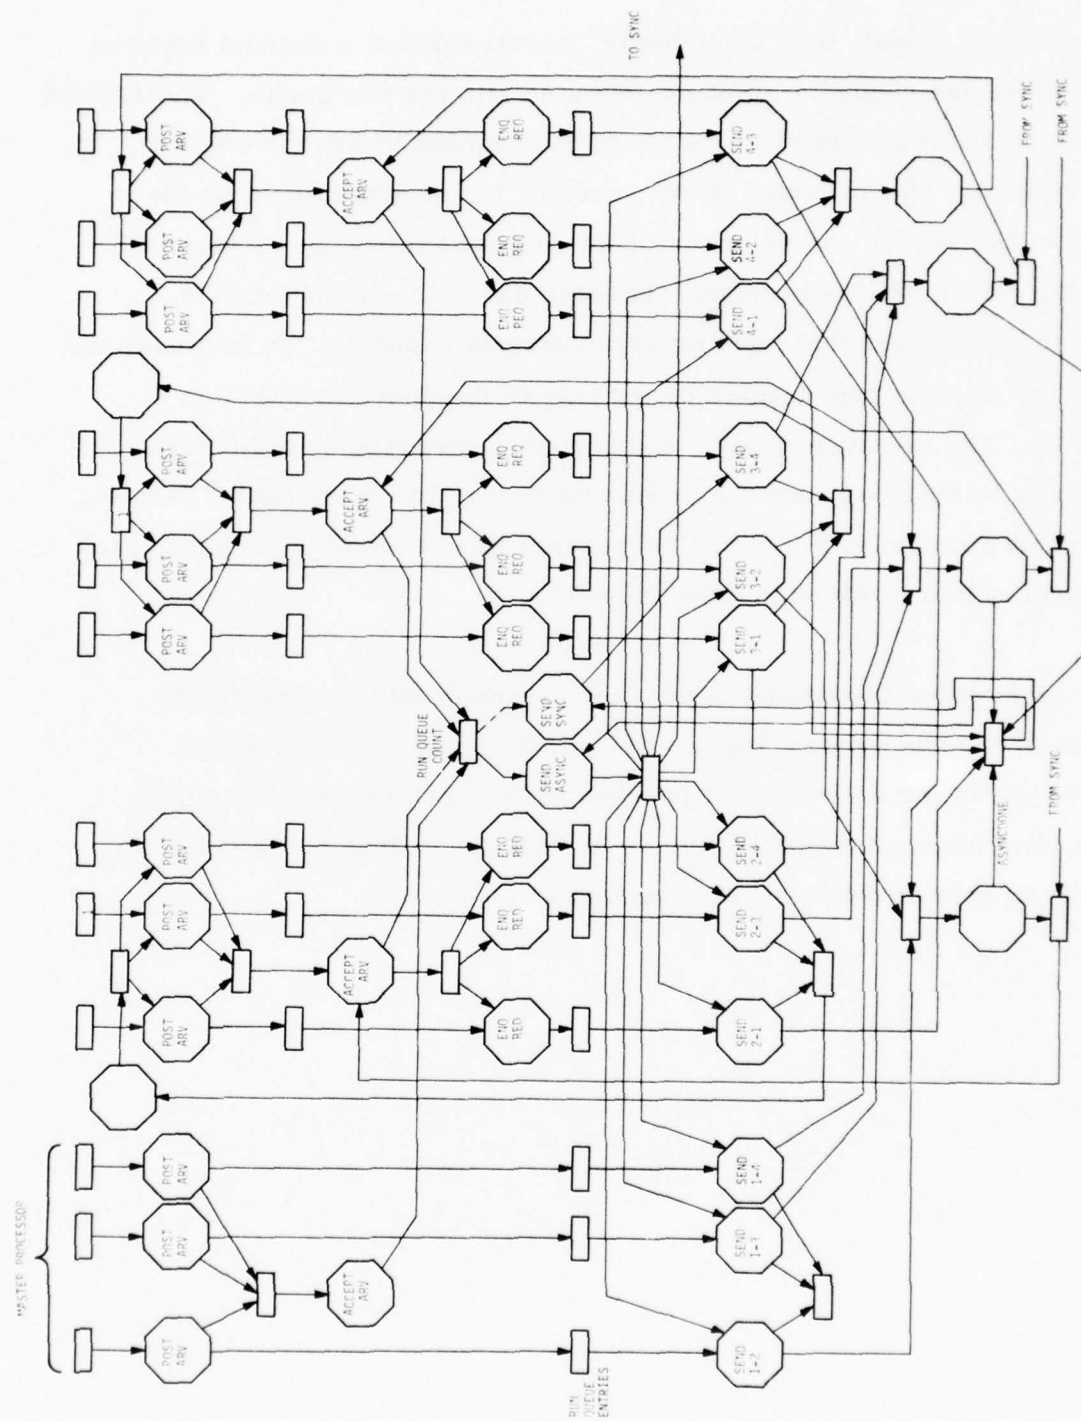 MASTER PROCESSOR
POST
ARV
POST
ARV
POST
ARV
POST
ARV
POST
ARV
POST
ARV
POST
ARV
POST
ARV
POST
ARV
POST
ARV
POST
ARV
POST
ARV
ACCEPT
ARV
ACCEPT
ARV
ACCEPT
ARV
ACCEPT
ARV
RUN QUEUE
COUNT
ENQ
REQ
ENQ
REQ
ENQ
REQ
ENQ
REQ
ENQ
REQ
ENQ
REQ
ENQ
REQ
ENQ
REQ
ENQ
REQ
SEND
ASYNC
SEND
SYNC
RUN
QUEUE
ENTRIES
TO SYNC
SEND
1-2
SEND
1-3
SEND
1-4
SEND
2-1
SEND
2-3
SEND
2-4
SEND
3-1
SEND
3-2
SEND
3-4
SEND
4-1
SEND
4-2
SEND
4-3
ASYNCDONE
FROM SYNC
FROM SYNC
FROM SYNC